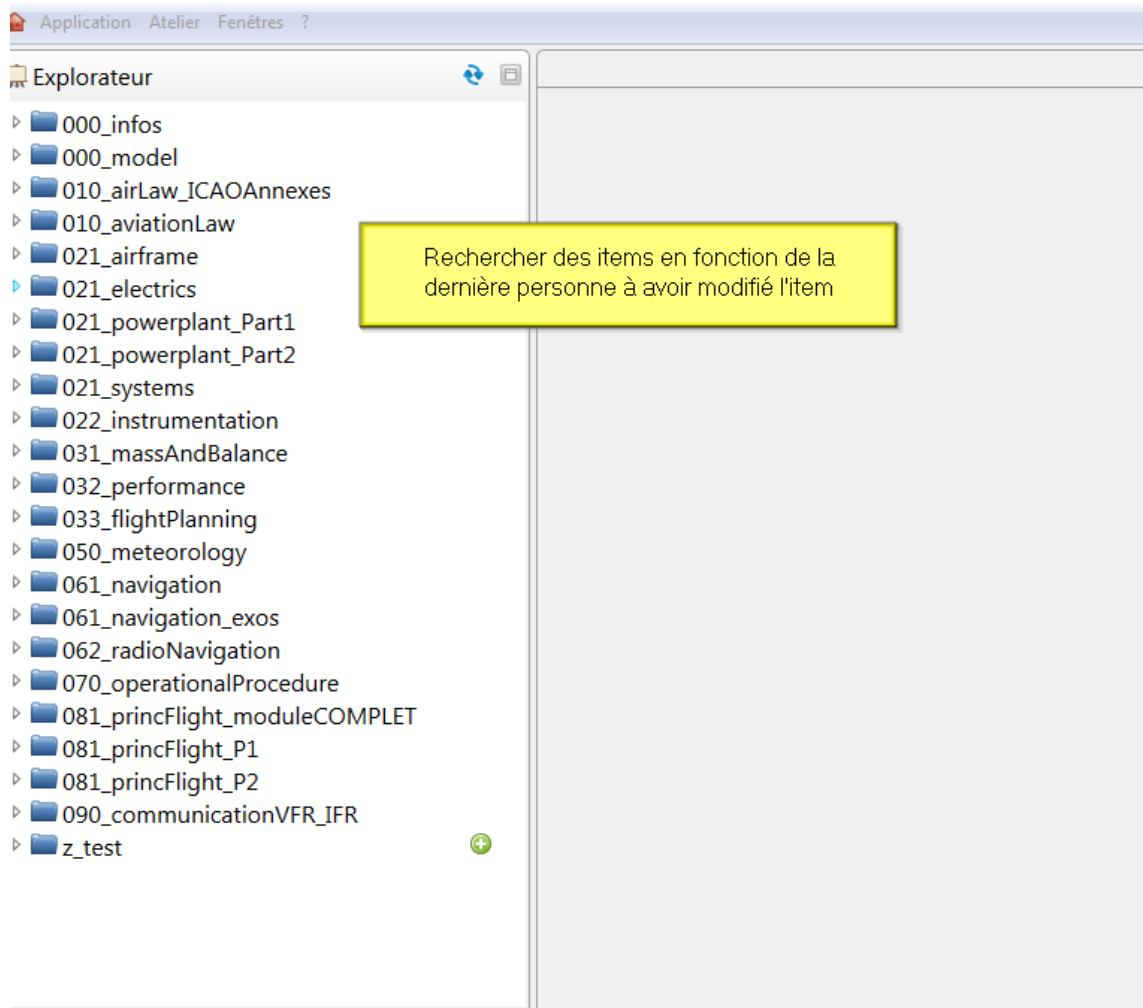 Application Atelier Fenêtres ?
Explorateur
000_infos
000_model
010_airLaw_ICAOAnnexes
010_aviationLaw
021_airframe
021_electrics
021_powerplant_Part1
021_powerplant_Part2
021_systems
022_instrumentation
031_massAndBalance
032_performance
033_flightPlanning
050_meteorology
061_navigation
061_navigation_exos
062_radioNavigation
070_operationalProcedure
081_princFlight_moduleCOMPLET
081_princFlight_P1
081_princFlight_P2
090_communicationVFR_IFR
z_test
Rechercher des items en fonction de la
dernière personne à avoir modifié l'item